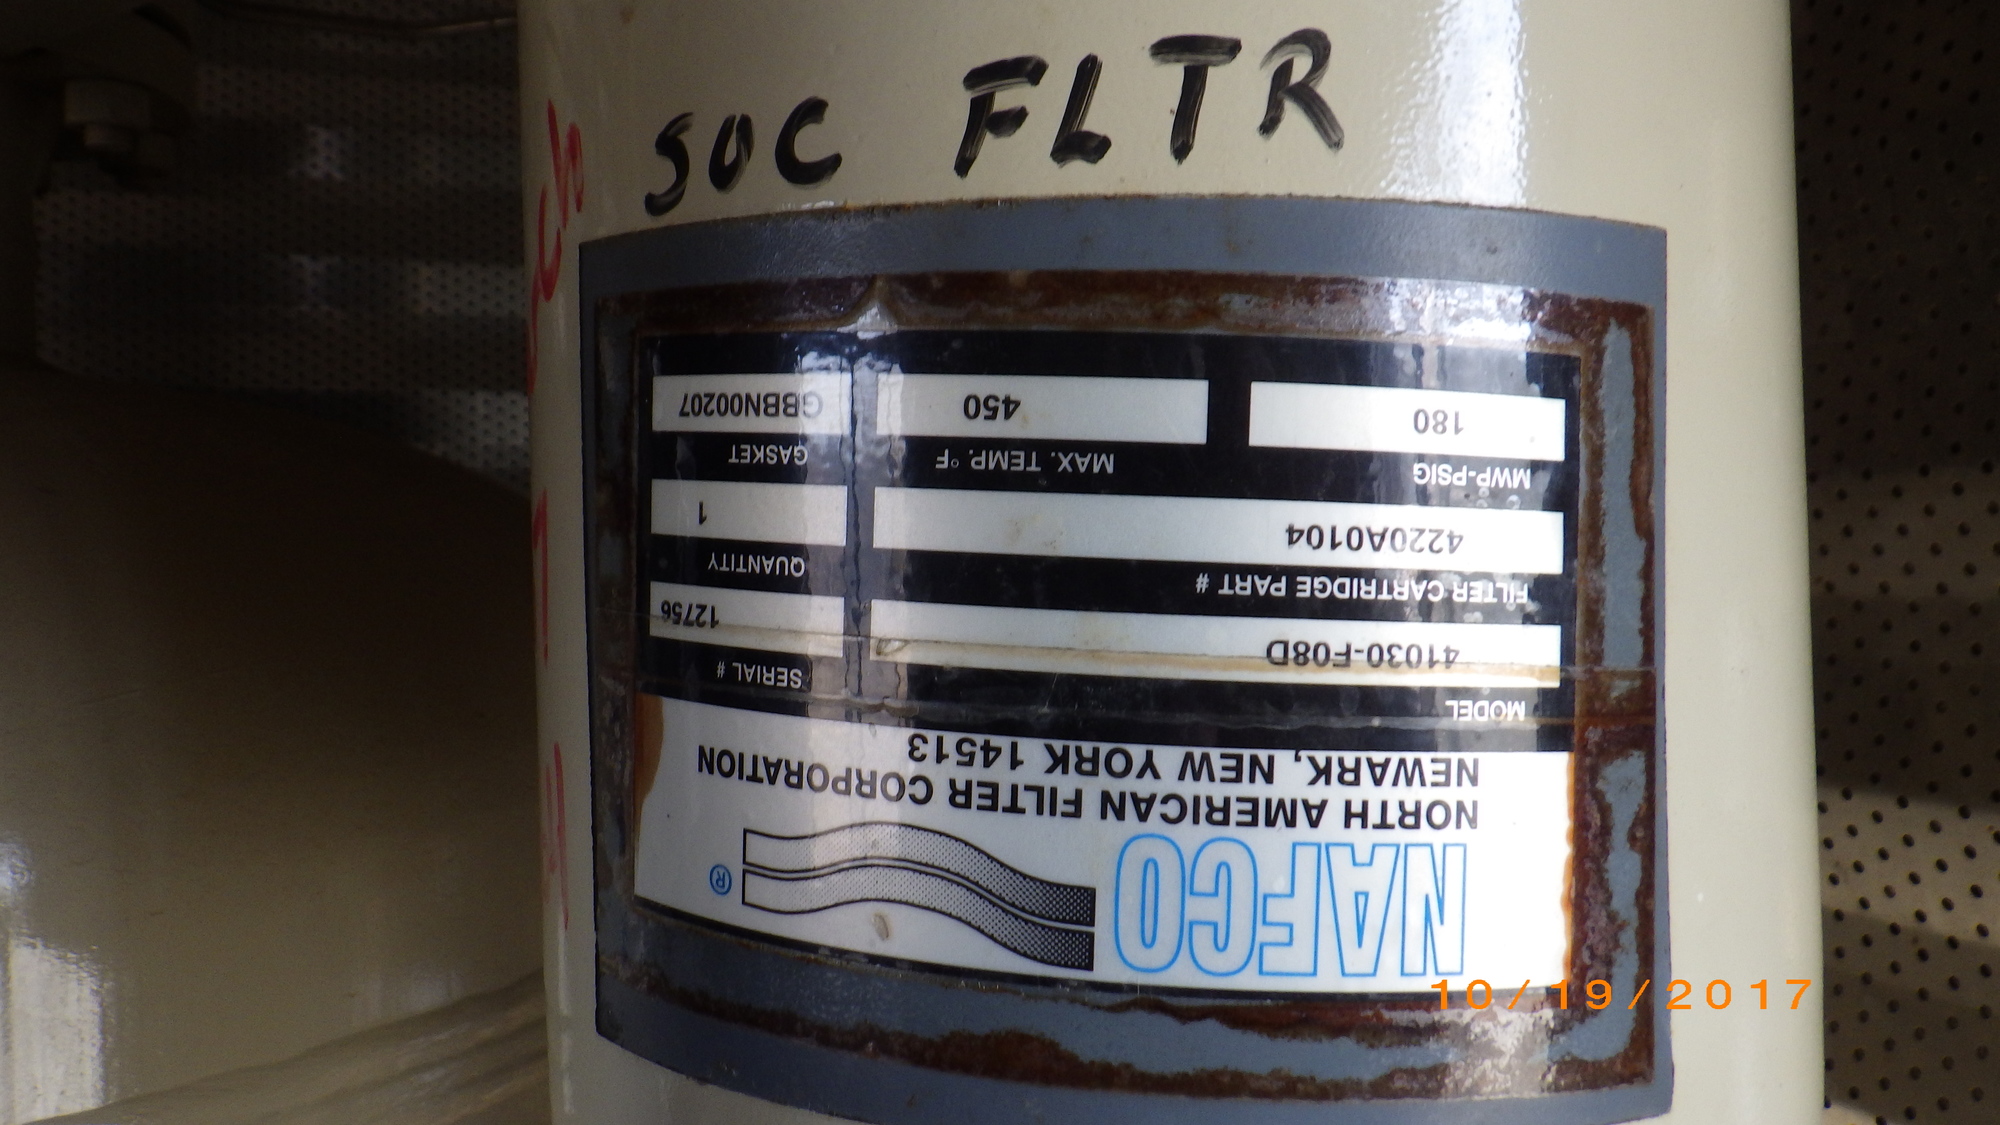 SOC FLTR
NAFCO ®
NORTH AMERICAN FILTER CORPORATION
NEWARK, NEW YORK 14513
MODEL SERIAL #
41030-F08D 12756
FILTER CARTRIDGE PART # QUANTITY
4220A0104 1
MWP-PSIG MAX. TEMP. °F GASKET
180 450 GBBN00207
10/19/2017